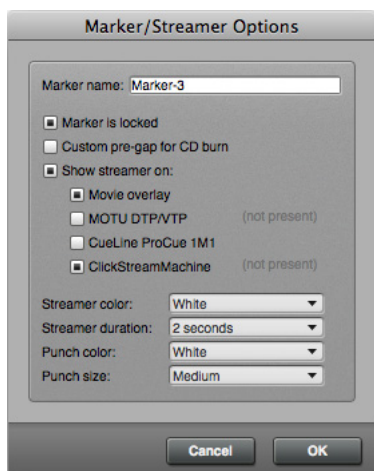 Marker/Streamer Options
Marker name: Marker-3
Marker is locked
Custom pre-gap for CD burn
Show streamer on:
Movie overlay
MOTU DTP/VTP (not present)
CueLine ProCue 1M1
ClickStreamMachine (not present)
Streamer color: White
Streamer duration: 2 seconds
Punch color: White
Punch size: Medium
Cancel OK